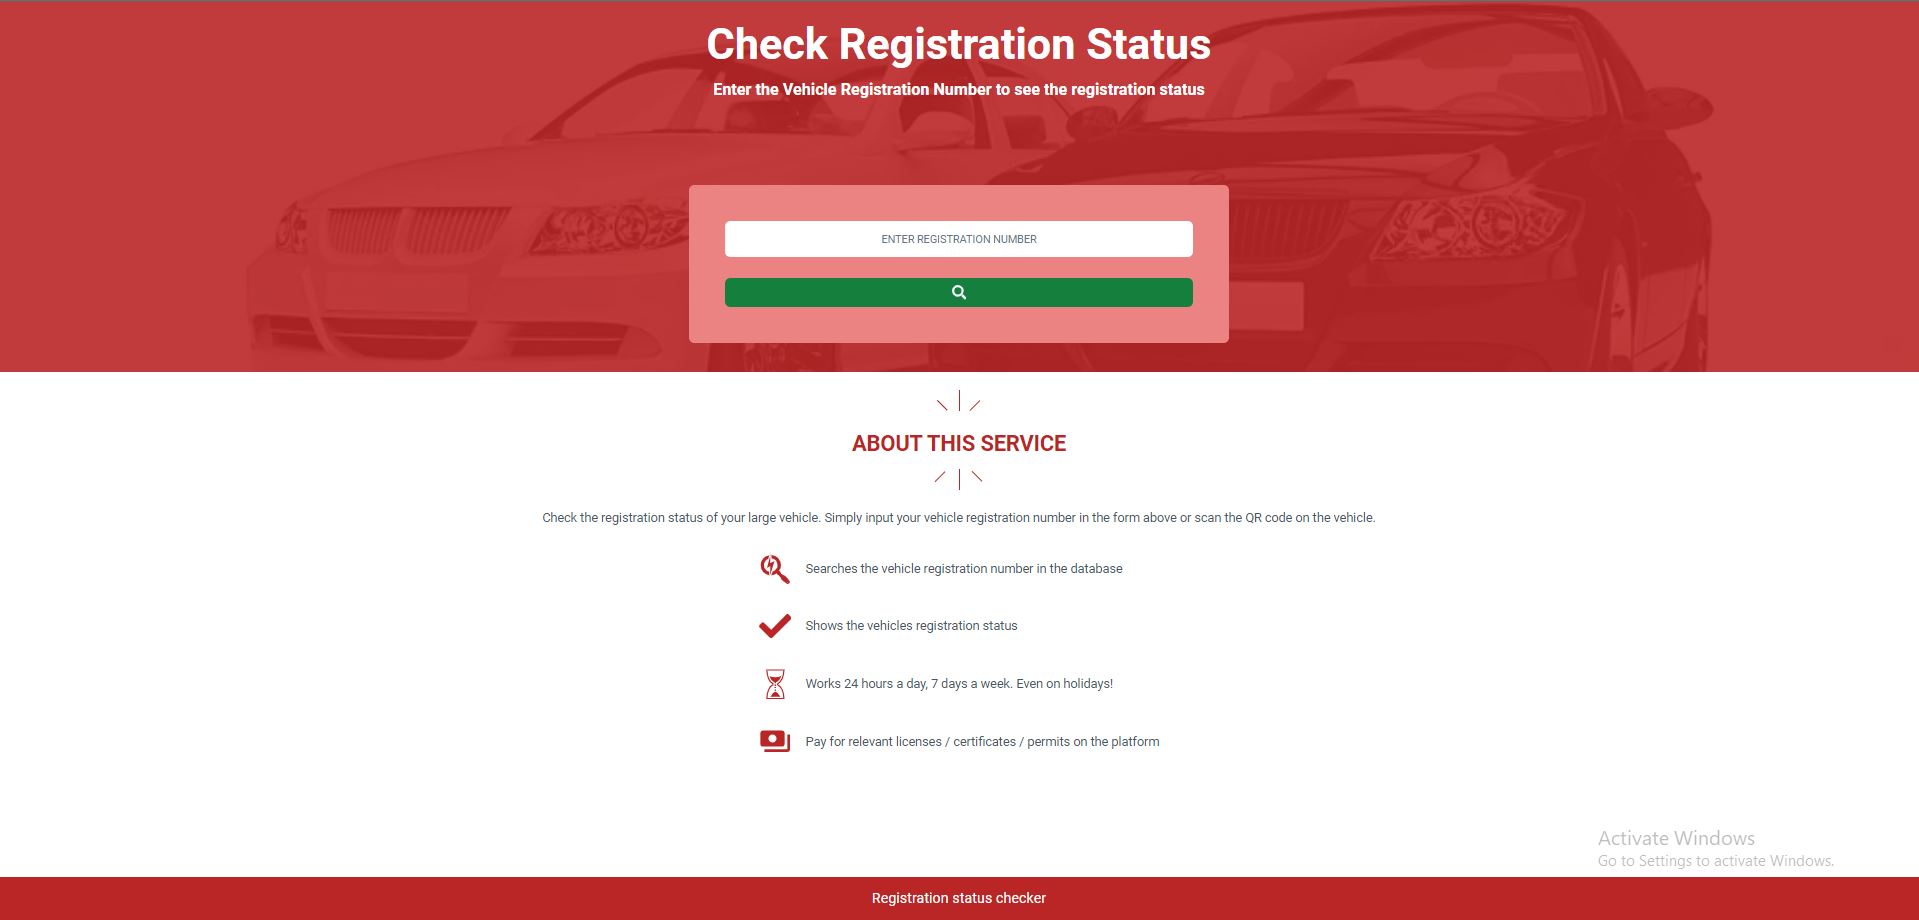 Check Registration Status
Enter the Vehicle Registration Number to see the registration status
ENTER REGISTRATION NUMBER
ABOUT THIS SERVICE
Check the registration status of your large vehicle. Simply input your vehicle registration number in the form above or scan the QR code on the vehicle.
Searches the vehicle registration number in the database
Shows the vehicles registration status
Works 24 hours a day, 7 days a week. Even on holidays!
Pay for relevant licenses / certificates / permits on the platform
Activate Windows
Go to Settings to activate Windows.
Registration status checker